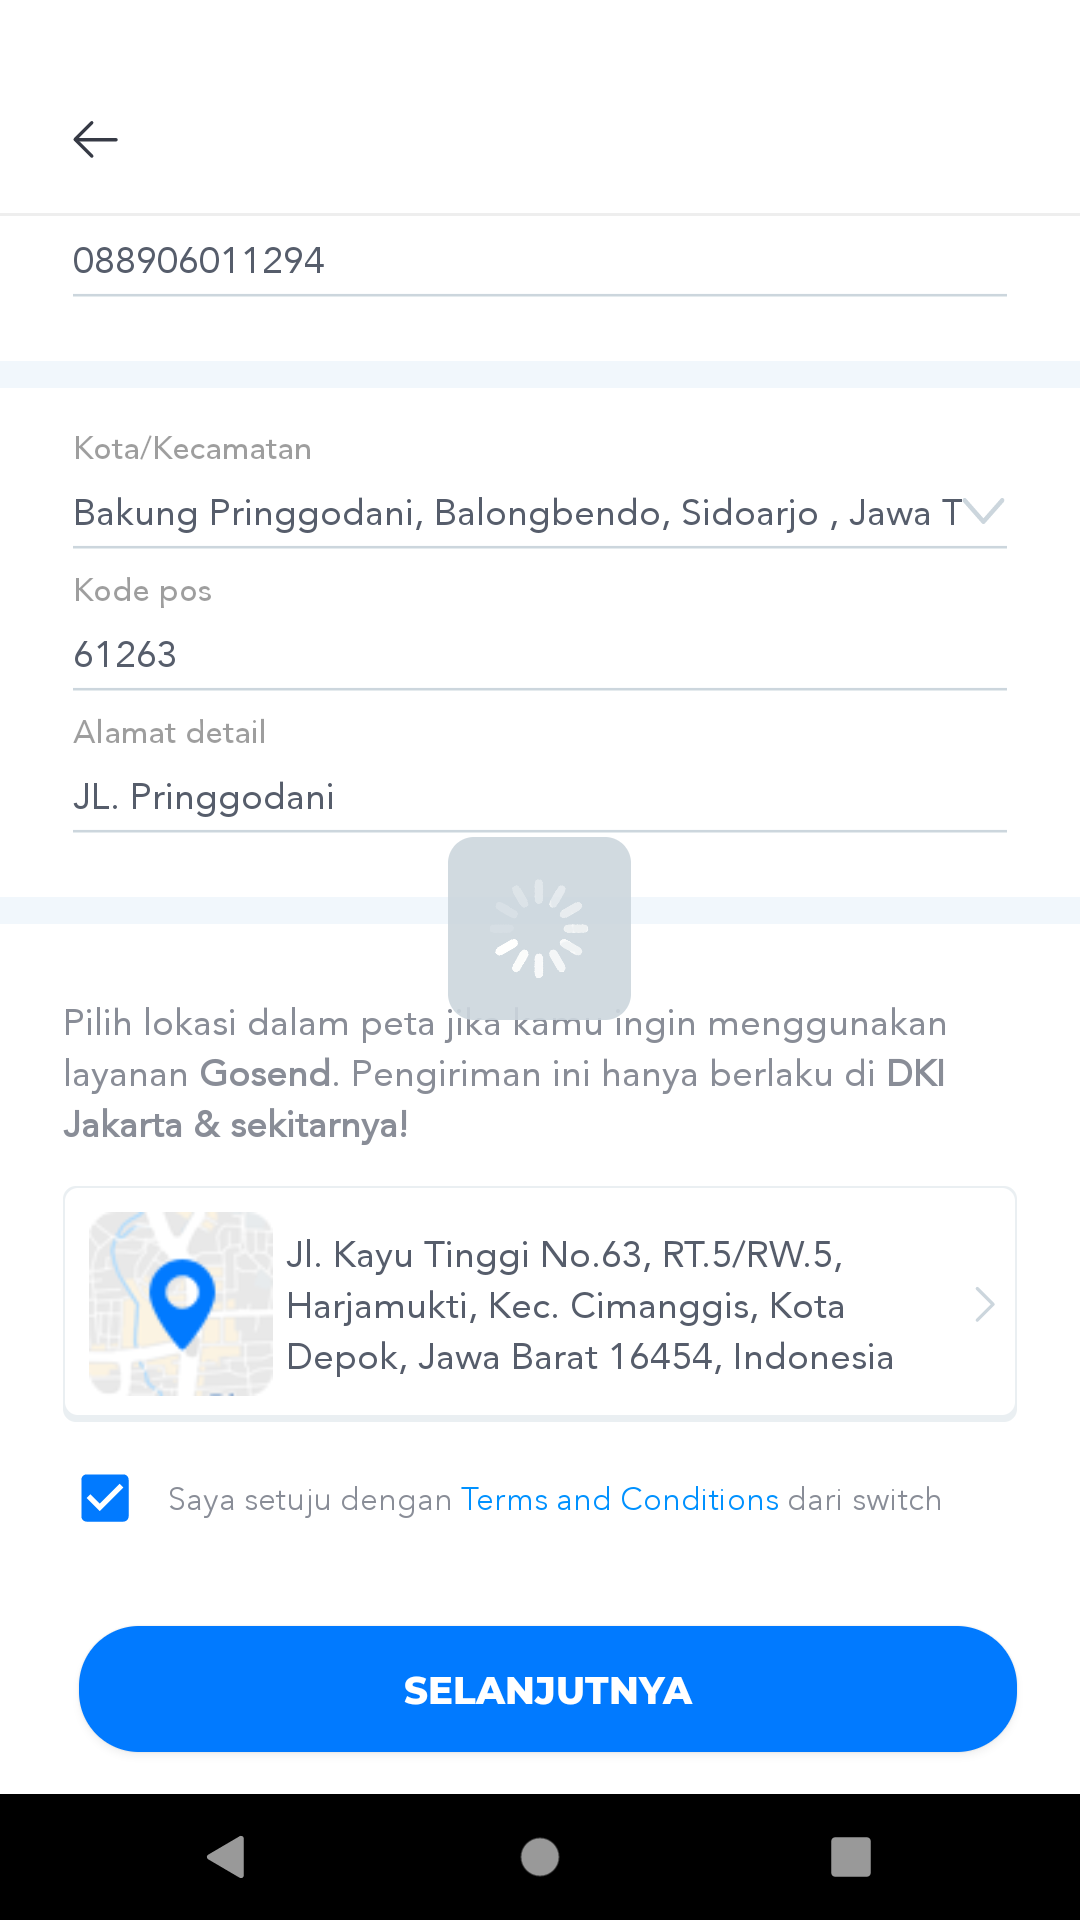 088906011294
Kota/Kecamatan
Bakung Pringgodani, Balongbendo, Sidoarjo , Jawa T
Kode pos
61263
Alamat detail
JL. Pringgodani
Pilih lokasi dalam peta jika kamu ingin menggunakan
layanan Gosend. Pengiriman ini hanya berlaku di DKI
Jakarta & sekitarnya!
Jl. Kayu Tinggi No.63, RT.5/RW.5,
Harjamukti, Kec. Cimanggis, Kota
Depok, Jawa Barat 16454, Indonesia
Saya setuju dengan Terms and Conditions dari switch
SELANJUTNYA